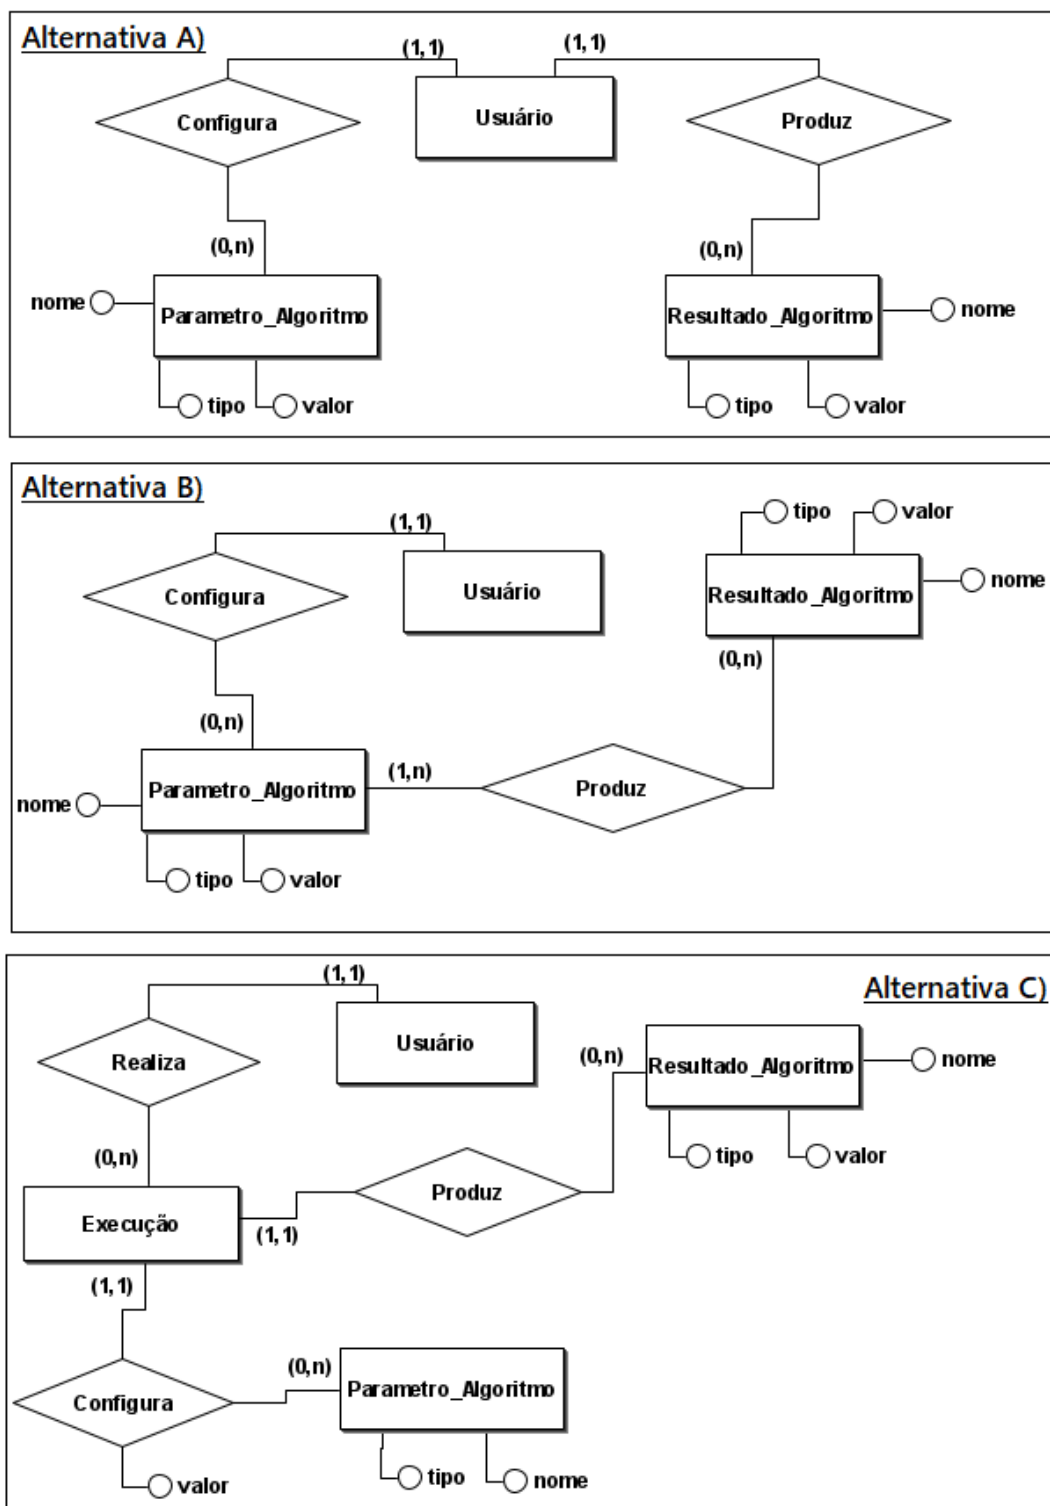 Alternativa A)
(1,1)
(1,1)
Configura
Usuário
Produz
(0,n)
(0,n)
nome
Parametro_Algoritmo
Resultado_Algoritmo
nome
tipo
valor
tipo
valor
Alternativa B)
tipo
valor
(1,1)
Configura
Usuário
Resultado_Algoritmo
nome
(0,n)
(0,n)
Parametro_Algoritmo
(1,n)
Produz
nome
tipo
valor
(1,1)
Alternativa C)
Realiza
Usuário
(0,n)
Resultado_Algoritmo
nome
(0,n)
tipo
valor
Execução
Produz
(1,1)
(1,1)
(0,n)
Parametro_Algoritmo
Configura
tipo
nome
valor